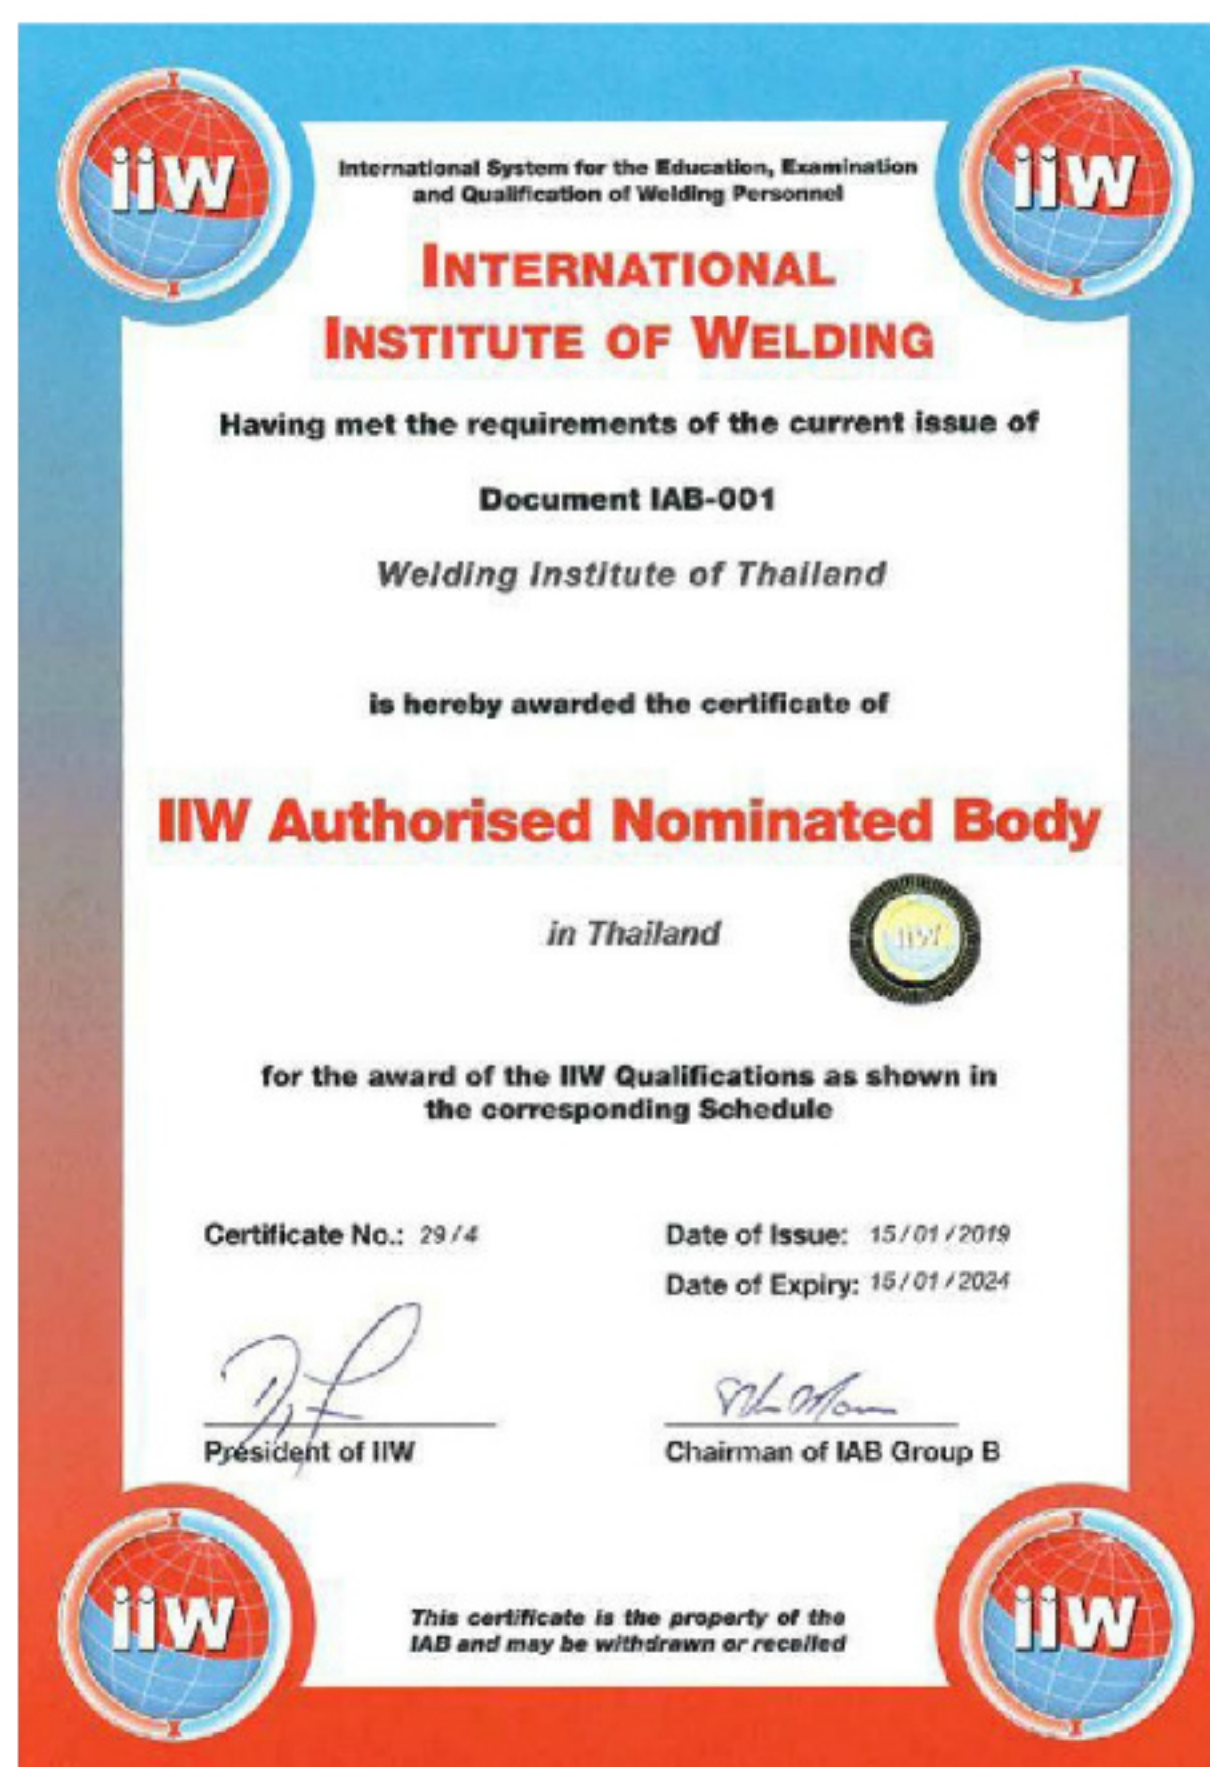 iiw
iiw
International System for the Education, Examination
and Qualification of Welding Personnel
INTERNATIONAL
INSTITUTE OF WELDING
Having met the requirements of the current issue of
Document IAB-001
Welding Institute of Thailand
is hereby awarded the certificate of
IIW Authorised Nominated Body
in Thailand
IIW
for the award of the IIW Qualifications as shown in
the corresponding Schedule
Certificate No.: 29/4
Date of Issue: 15/01/2019
Date of Expiry: 15/01/2024
President of IIW
Chairman of IAB Group B
iiw
iiw
This certificate is the property of the
IAB and may be withdrawn or recalled